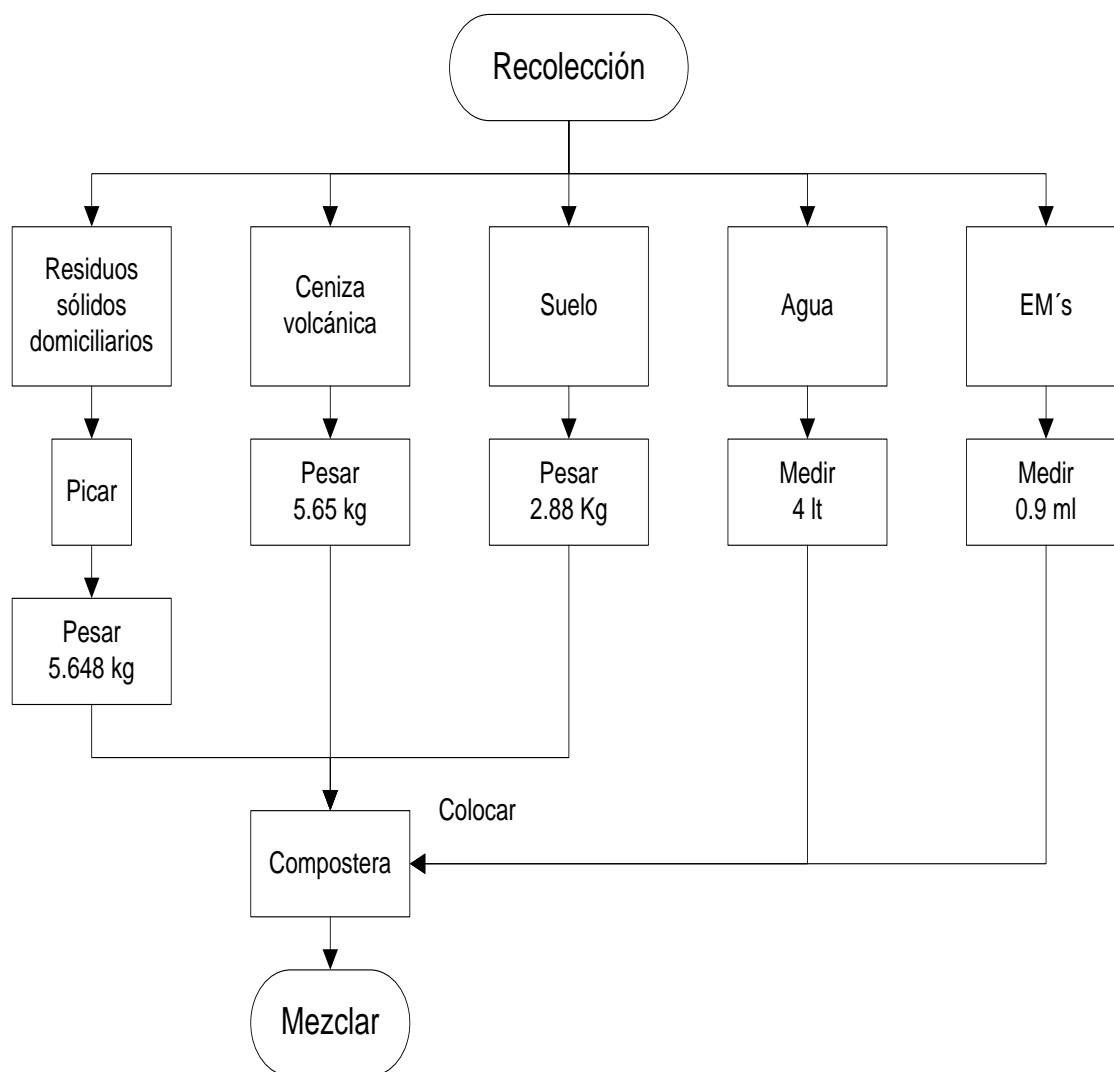 Recolección
Residuos
sólidos
domiciliarios
Ceniza
volcánica
Suelo
Agua
EM´s
Picar
Pesar
5.65 kg
Pesar
2.88 Kg
Medir
4 lt
Medir
0.9 ml
Pesar
5.648 kg
Colocar
Compostera
Mezclar